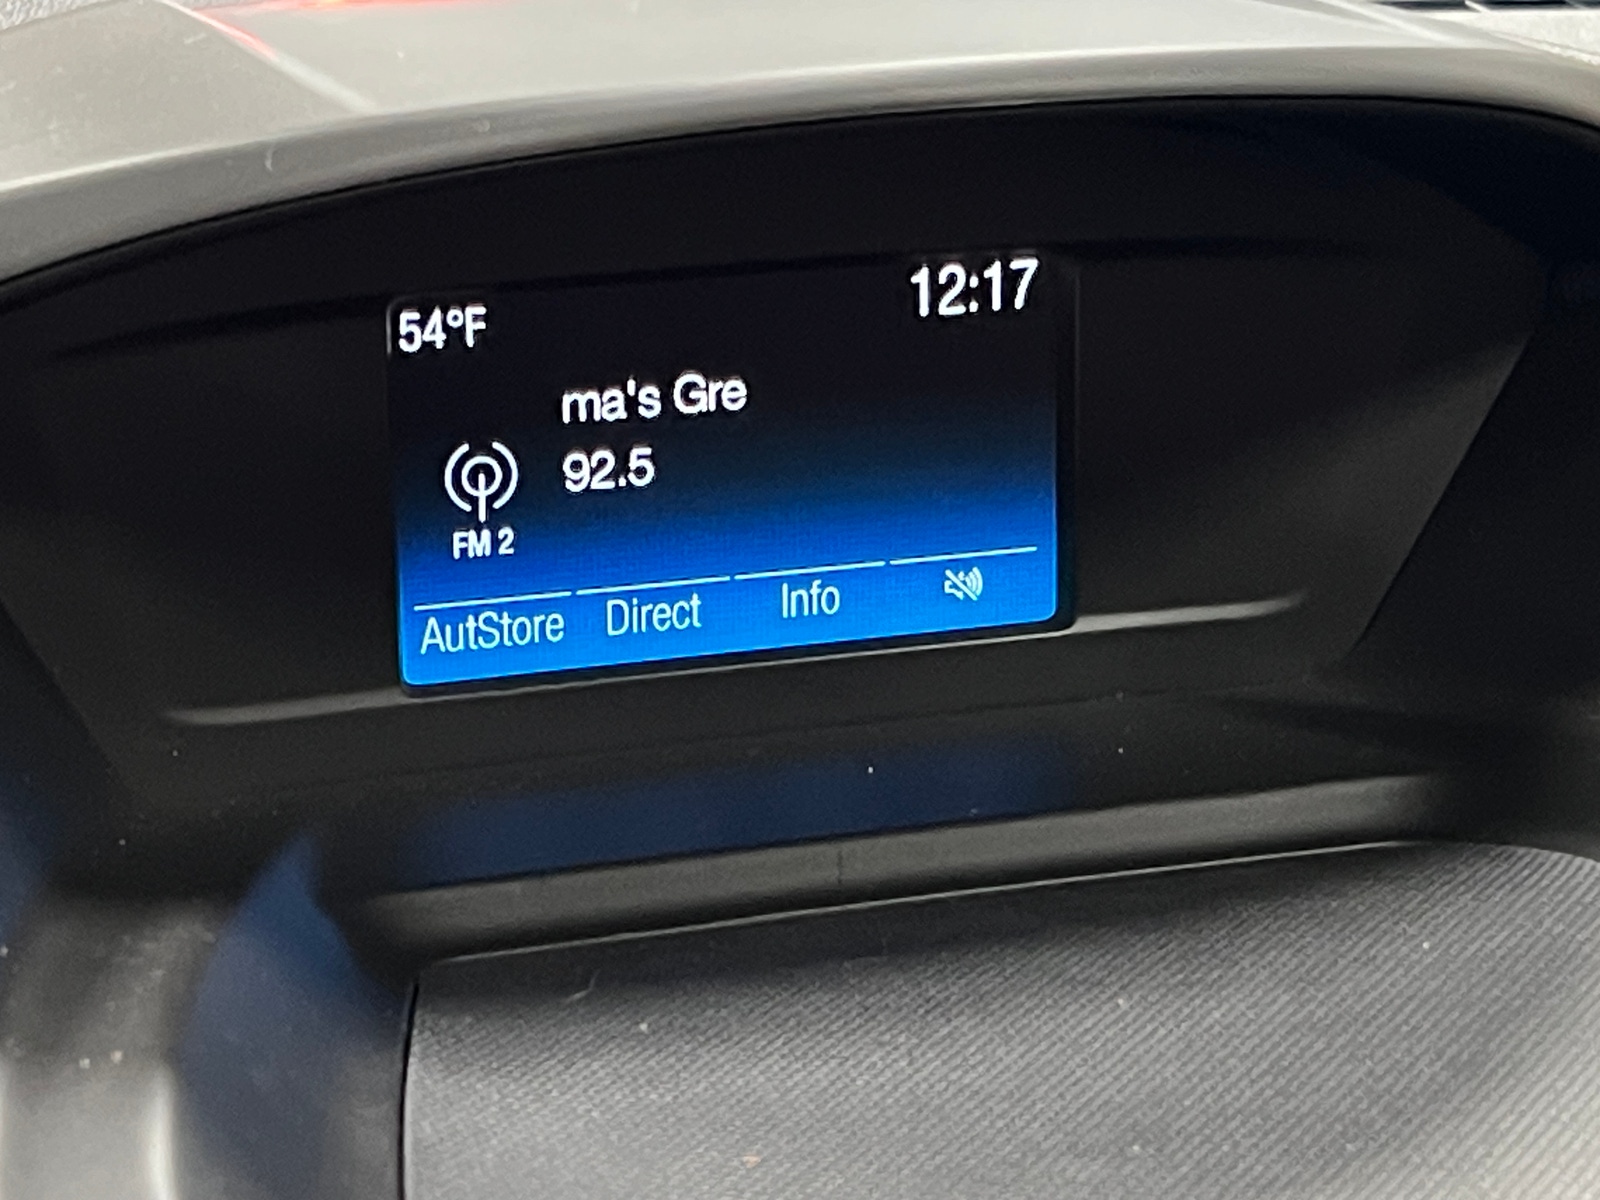 54°F 12:17
ma's Gre
92.5
FM 2
AutStore Direct Info